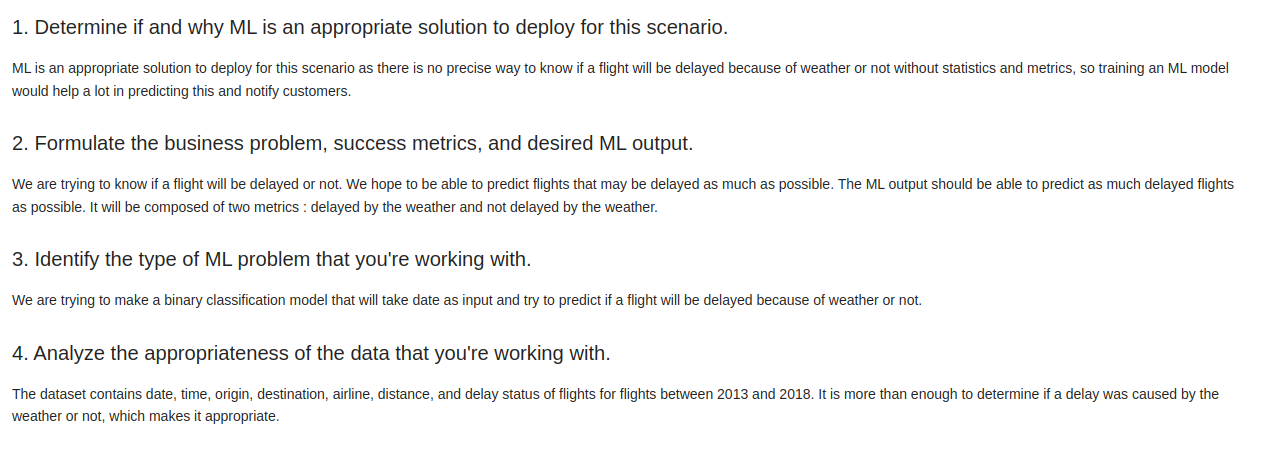 1. Determine if and why ML is an appropriate solution to deploy for this scenario.
ML is an appropriate solution to deploy for this scenario as there is no precise way to know if a flight will be delayed because of weather or not without statistics and metrics, so training an ML model
would help a lot in predicting this and notify customers.
2. Formulate the business problem, success metrics, and desired ML output.
We are trying to know if a flight will be delayed or not. We hope to be able to predict flights that may be delayed as much as possible. The ML output should be able to predict as much delayed flights
as possible. It will be composed of two metrics : delayed by the weather and not delayed by the weather.
3. Identify the type of ML problem that you're working with.
We are trying to make a binary classification model that will take date as input and try to predict if a flight will be delayed because of weather or not.
4. Analyze the appropriateness of the data that you're working with.
The dataset contains date, time, origin, destination, airline, distance, and delay status of flights for flights between 2013 and 2018. It is more than enough to determine if a delay was caused by the
weather or not, which makes it appropriate.